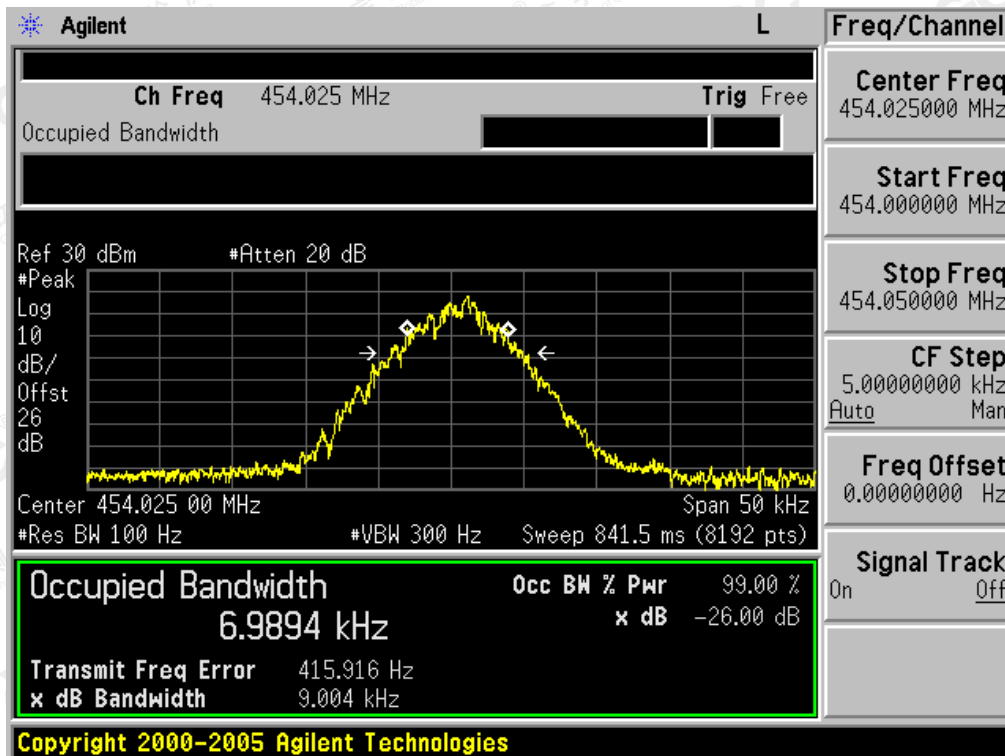 Agilent L Freq/Channel
Ch Freq 454.025 MHz Trig Free
Occupied Bandwidth
Center Freq
454.025000 MHz
Start Freq
454.000000 MHz
Stop Freq
454.050000 MHz
CF Step
5.00000000 kHz
Auto Man
Freq Offset
0.00000000 Hz
Signal Track
On Off
Ref 30 dBm #Atten 20 dB
#Peak
Log
10
dB/
Offst
26
dB
Center 454.025 00 MHz Span 50 kHz
#Res BW 100 Hz #VBW 300 Hz Sweep 841.5 ms (8192 pts)
Occupied Bandwidth Occ BW % Pwr 99.00 %
6.9894 kHz x dB -26.00 dB
Transmit Freq Error 415.916 Hz
x dB Bandwidth 9.004 kHz
Copyright 2000-2005 Agilent Technologies